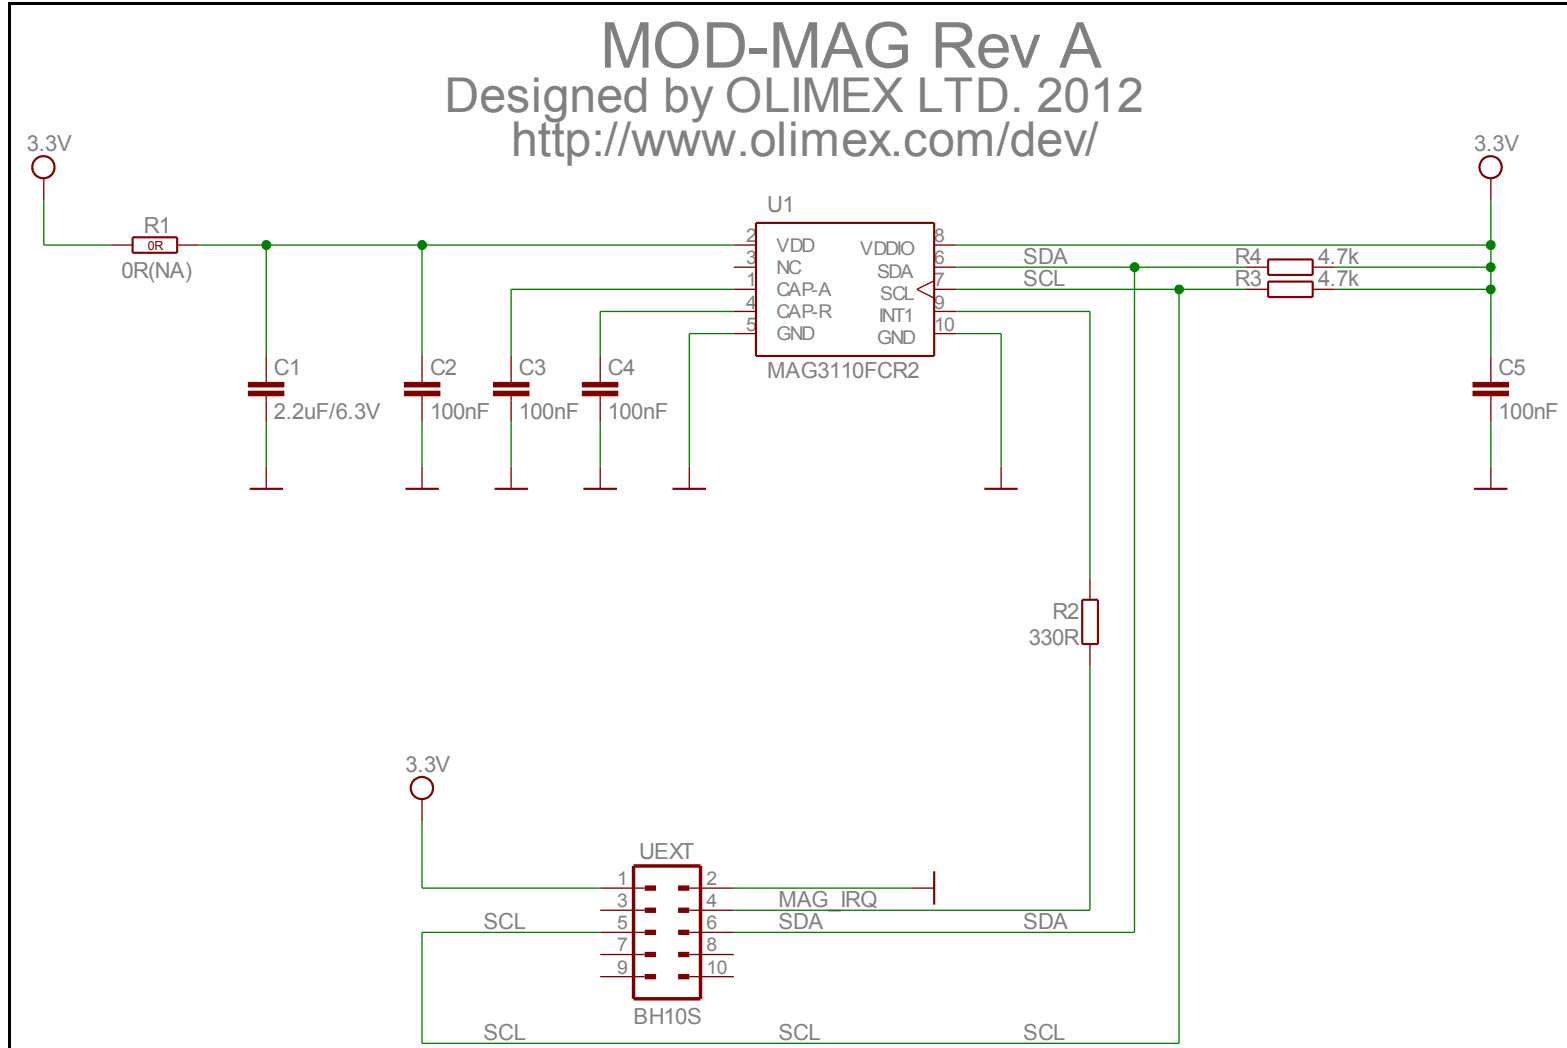 MOD-MAG Rev A
Designed by OLIMEX LTD. 2012
http://www.olimex.com/dev/
3.3V
3.3V
U1
R1
0R
0R(NA)
2
VDD
VDDIO
8
3
NC
SDA
6
SDA
R4
4.7k
1
CAP-A
SCL
7
SCL
R3
4.7k
4
CAP-R
INT1
9
5
GND
GND
10
MAG3110FCR2
C1
2.2uF/6.3V
C2
100nF
C3
100nF
C4
100nF
C5
100nF
R2
330R
3.3V
UEXT
1
2
3
4
MAG_IRQ
SCL
5
6
SDA
SDA
7
8
9
10
BH10S
SCL
SCL
SCL